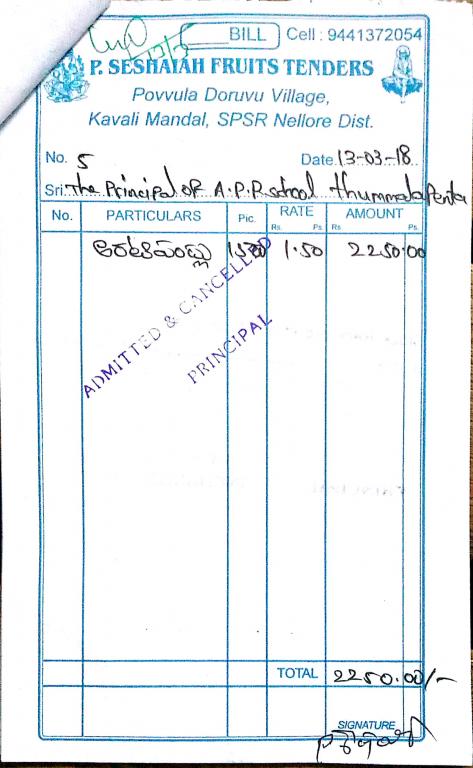 BILL Cell : 9441372054
P. SESHAIAH FRUITS TENDERS
Povvula Doruvu Village,
Kavali Mandal, SPSR Nellore Dist.
No. 5 Date 13-03-18
Sri. The Principal of A.P.R school Thummalapenta
No. PARTICULARS Pic. RATE AMOUNT
Rs. Ps. Rs Ps.
అరటిపండ్లు 1500 1.50 2250.00
ADMITTED & CANCELLED
PRINCIPAL
TOTAL 2250.00/-
SIGNATURE